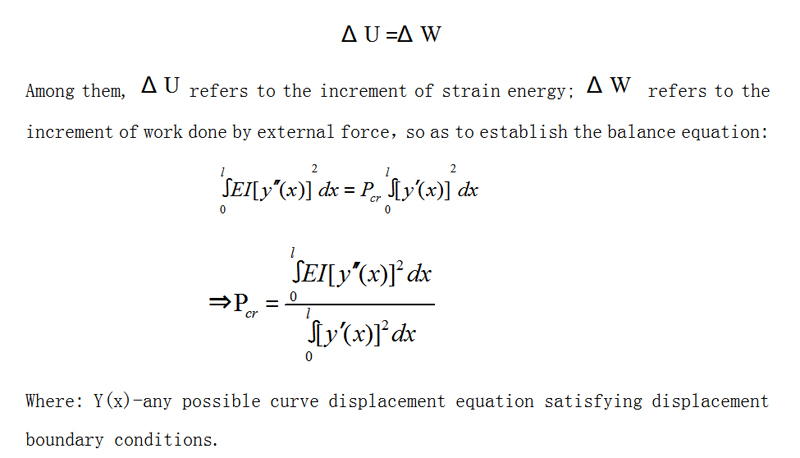 Δ U =Δ W
Among them, Δ U refers to the increment of strain energy; Δ W refers to the
increment of work done by external force, so as to establish the balance equation:
∫₀ˡ EI[y″(x)]² dx = P_cr ∫₀ˡ [y′(x)]² dx
⇒P_cr = ∫₀ˡ EI[y″(x)]² dx / ∫₀ˡ [y′(x)]² dx
Where: Y(x)-any possible curve displacement equation satisfying displacement
boundary conditions.